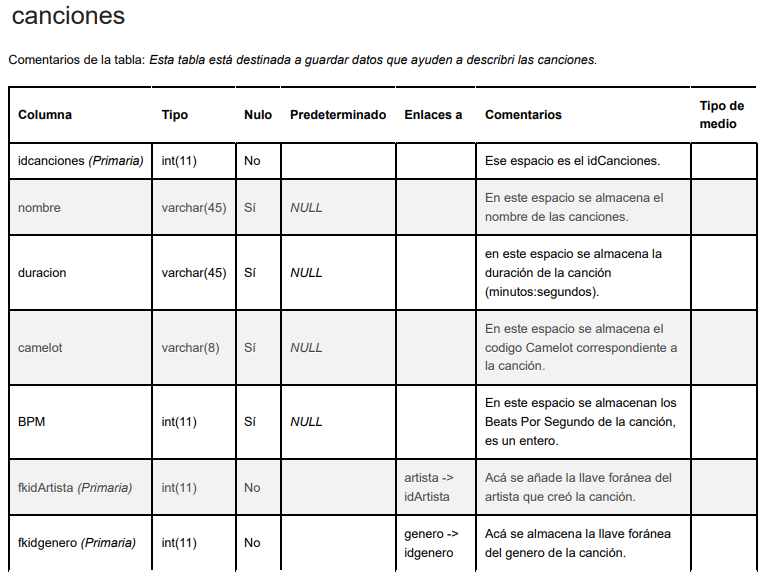 canciones
Comentarios de la tabla: Esta tabla está destinada a guardar datos que ayuden a describri las canciones.
Columna Tipo Nulo Predeterminado Enlaces a Comentarios Tipo de
medio
idcanciones (Primaria) int(11) No Ese espacio es el idCanciones.
nombre varchar(45) Sí NULL En este espacio se almacena el
nombre de las canciones.
duracion varchar(45) Sí NULL en este espacio se almacena la
duración de la canción
(minutos:segundos).
camelot varchar(8) Sí NULL En este espacio se almacena el
codigo Camelot correspondiente a
la canción.
BPM int(11) Sí NULL En este espacio se almacenan los
Beats Por Segundo de la canción,
es un entero.
fkidArtista (Primaria) int(11) No artista -> Acá se añade la llave foránea del
idArtista artista que creó la canción.
fkidgenero (Primaria) int(11) No genero -> Acá se almacena la llave foránea
idgenero del genero de la canción.